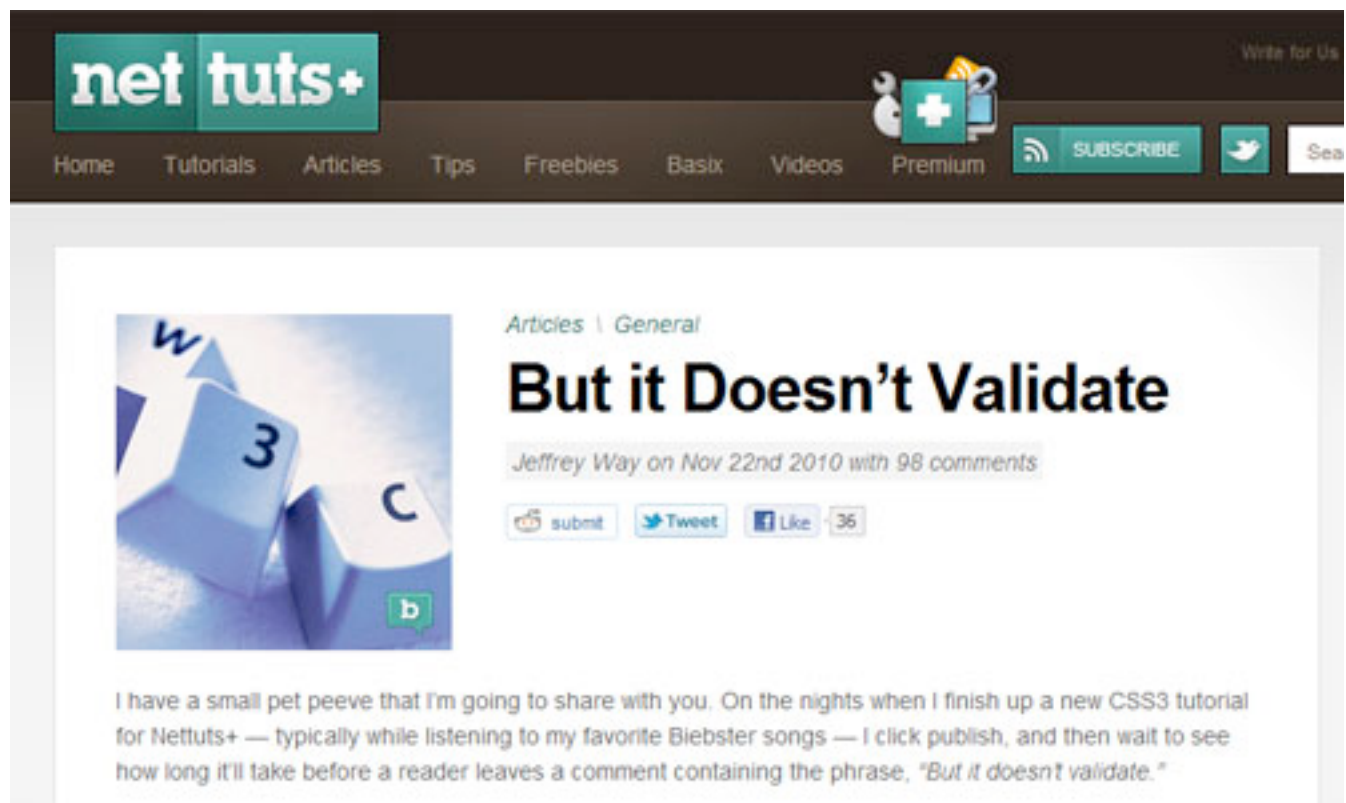 Write for Us
net tuts+
Home Tutorials Articles Tips Freebies Basix Videos Premium SUBSCRIBE
W
3
C
b
Articles \ General
But it Doesn't Validate
Jeffrey Way on Nov 22nd 2010 with 98 comments
submit Tweet Like 36
I have a small pet peeve that I'm going to share with you. On the nights when I finish up a new CSS3 tutorial
for Nettuts+ — typically while listening to my favorite Biebster songs — I click publish, and then wait to see
how long it'll take before a reader leaves a comment containing the phrase, "But it doesn't validate."